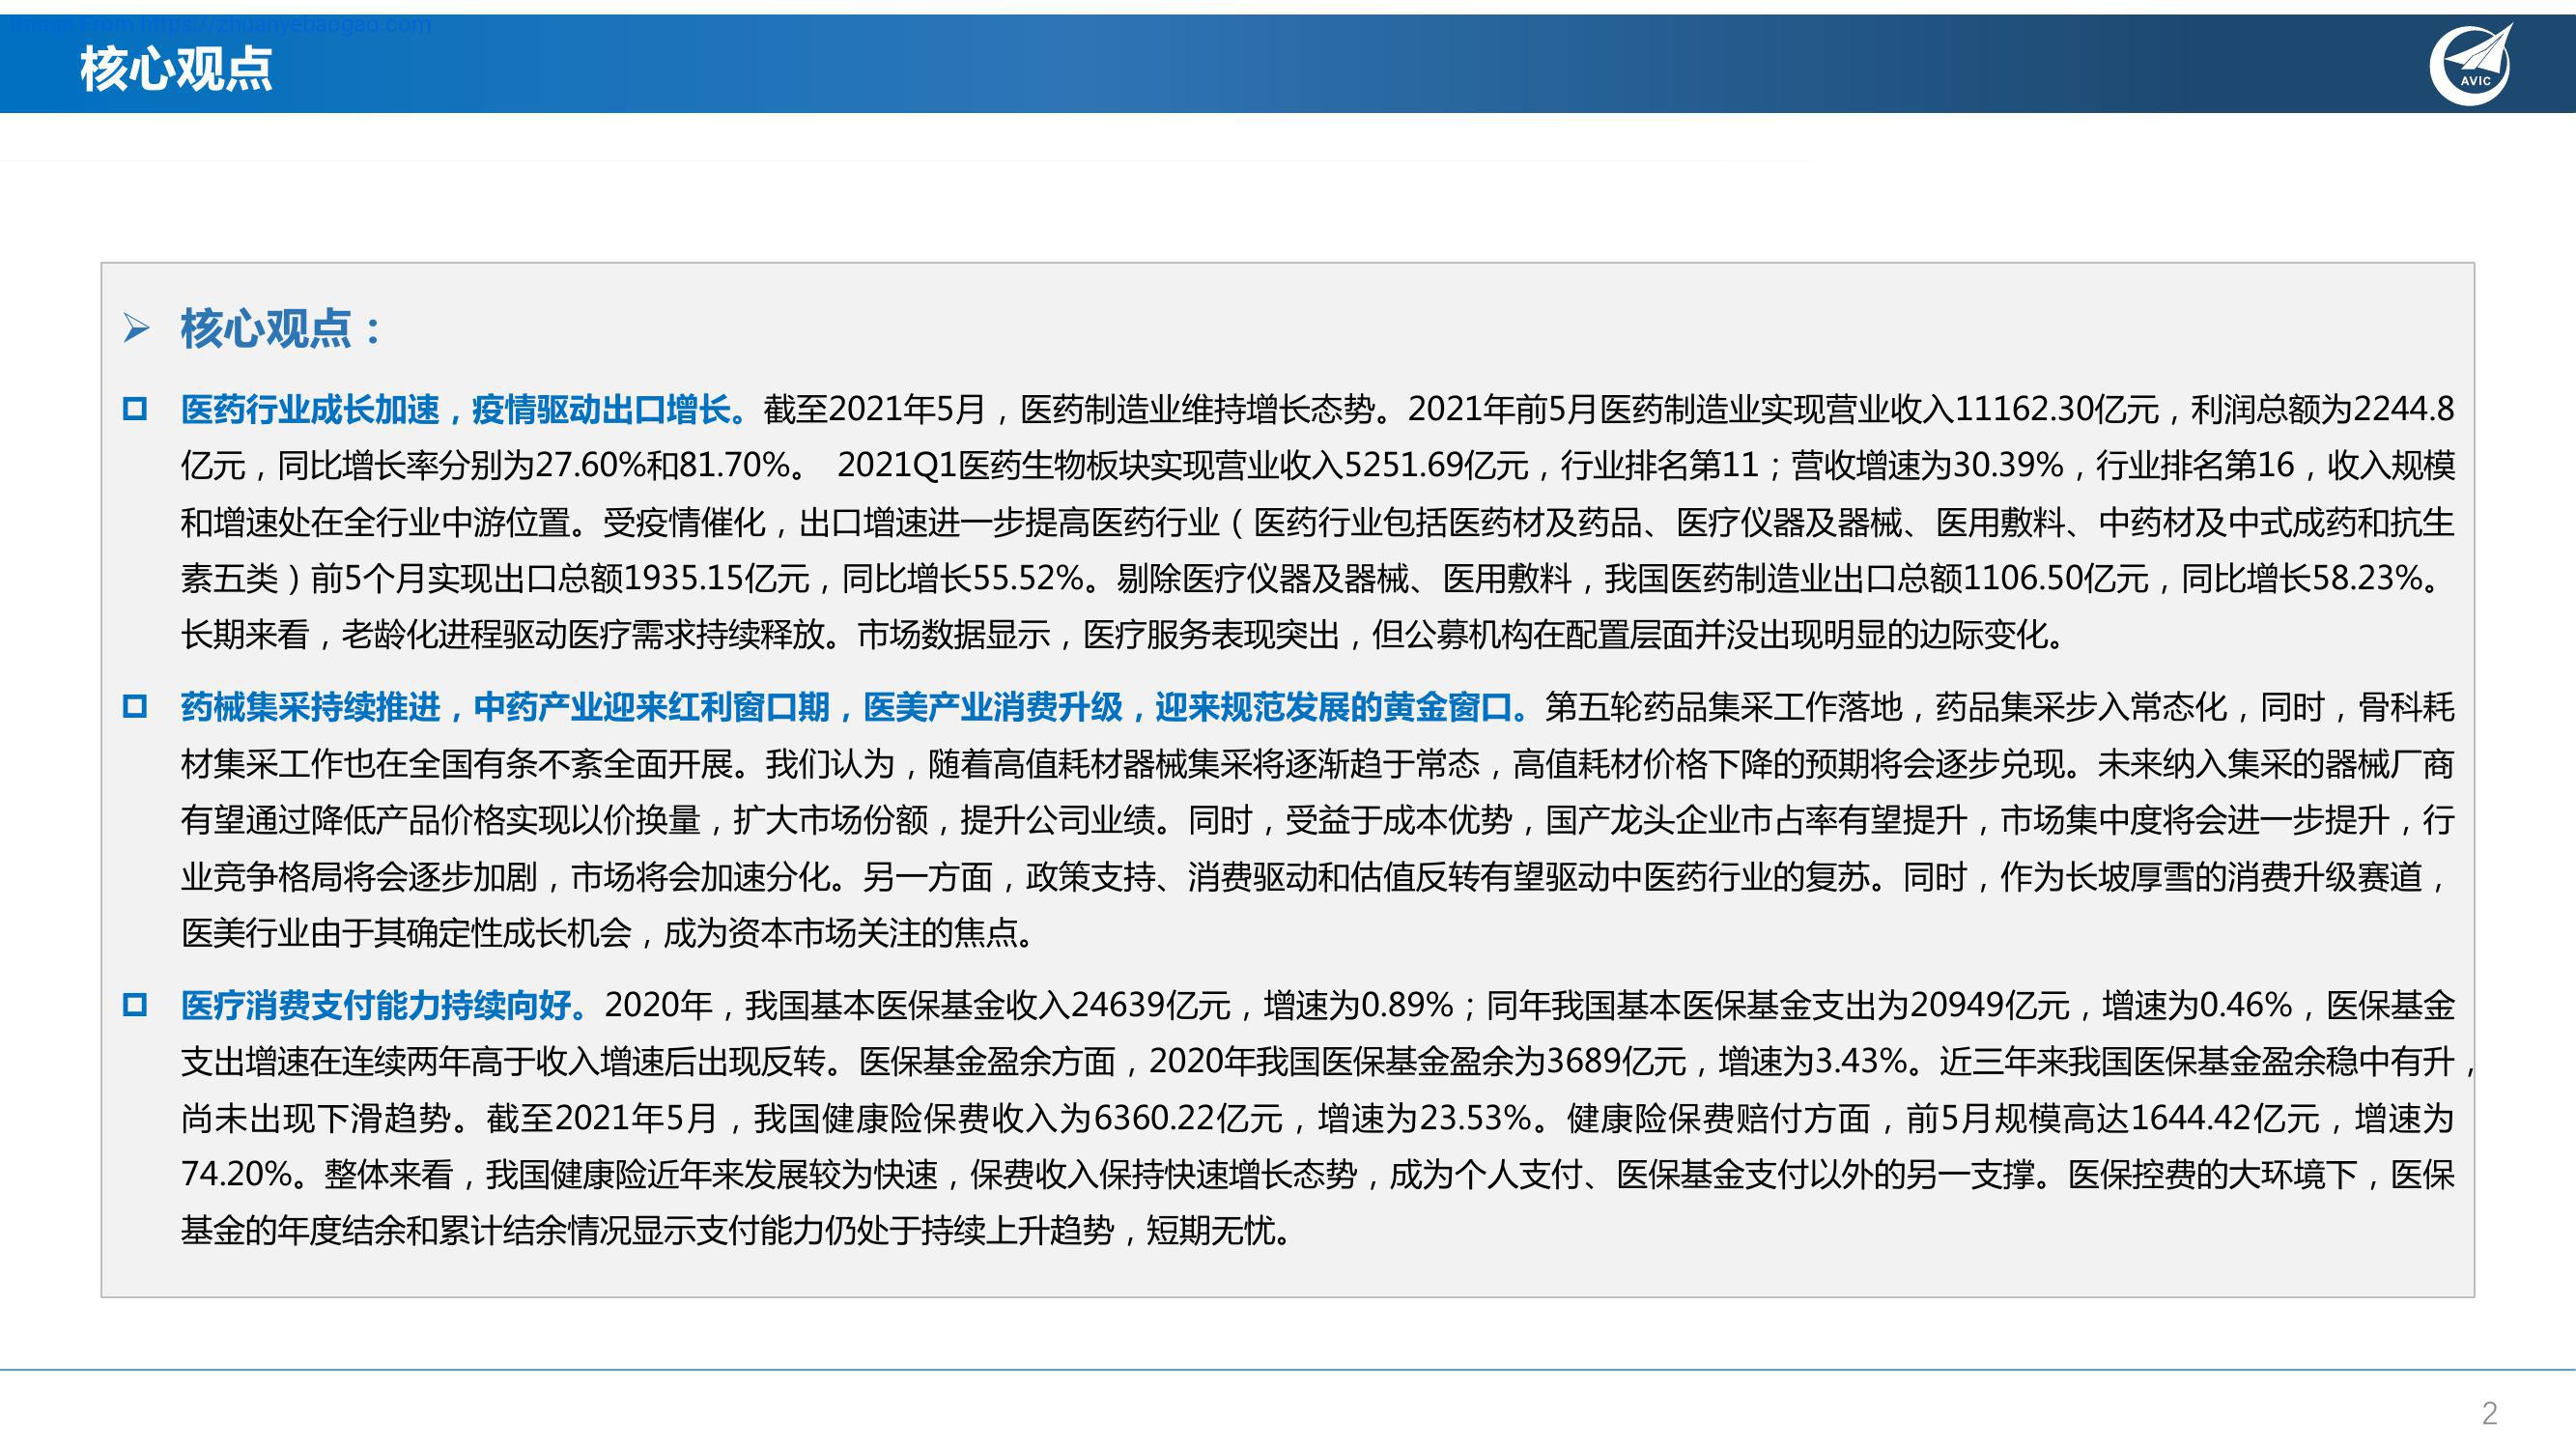 Image From https://zhuanyebaogao.com
核心观点
AVIC
核心观点：
医药行业成长加速，疫情驱动出口增长。截至2021年5月，医药制造业维持增长态势。2021年前5月医药制造业实现营业收入11162.30亿元，利润总额为2244.8
亿元，同比增长率分别为27.60%和81.70%。 2021Q1医药生物板块实现营业收入5251.69亿元，行业排名第11；营收增速为30.39%，行业排名第16，收入规模
和增速处在全行业中游位置。受疫情催化，出口增速进一步提高医药行业（医药行业包括医药材及药品、医疗仪器及器械、医用敷料、中药材及中式成药和抗生
素五类）前5个月实现出口总额1935.15亿元，同比增长55.52%。剔除医疗仪器及器械、医用敷料，我国医药制造业出口总额1106.50亿元，同比增长58.23%。
长期来看，老龄化进程驱动医疗需求持续释放。市场数据显示，医疗服务表现突出，但公募机构在配置层面并没出现明显的边际变化。
药械集采持续推进，中药产业迎来红利窗口期，医美产业消费升级，迎来规范发展的黄金窗口。第五轮药品集采工作落地，药品集采步入常态化，同时，骨科耗
材集采工作也在全国有条不紊全面开展。我们认为，随着高值耗材器械集采将逐渐趋于常态，高值耗材价格下降的预期将会逐步兑现。未来纳入集采的器械厂商
有望通过降低产品价格实现以价换量，扩大市场份额，提升公司业绩。同时，受益于成本优势，国产龙头企业市占率有望提升，市场集中度将会进一步提升，行
业竞争格局将会逐步加剧，市场将会加速分化。另一方面，政策支持、消费驱动和估值反转有望驱动中医药行业的复苏。同时，作为长坡厚雪的消费升级赛道，
医美行业由于其确定性成长机会，成为资本市场关注的焦点。
医疗消费支付能力持续向好。2020年，我国基本医保基金收入24639亿元，增速为0.89%；同年我国基本医保基金支出为20949亿元，增速为0.46%，医保基金
支出增速在连续两年高于收入增速后出现反转。医保基金盈余方面，2020年我国医保基金盈余为3689亿元，增速为3.43%。近三年来我国医保基金盈余稳中有升，
尚未出现下滑趋势。截至2021年5月，我国健康险保费收入为6360.22亿元，增速为23.53%。健康险保费赔付方面，前5月规模高达1644.42亿元，增速为
74.20%。整体来看，我国健康险近年来发展较为快速，保费收入保持快速增长态势，成为个人支付、医保基金支付以外的另一支撑。医保控费的大环境下，医保
基金的年度结余和累计结余情况显示支付能力仍处于持续上升趋势，短期无忧。
2